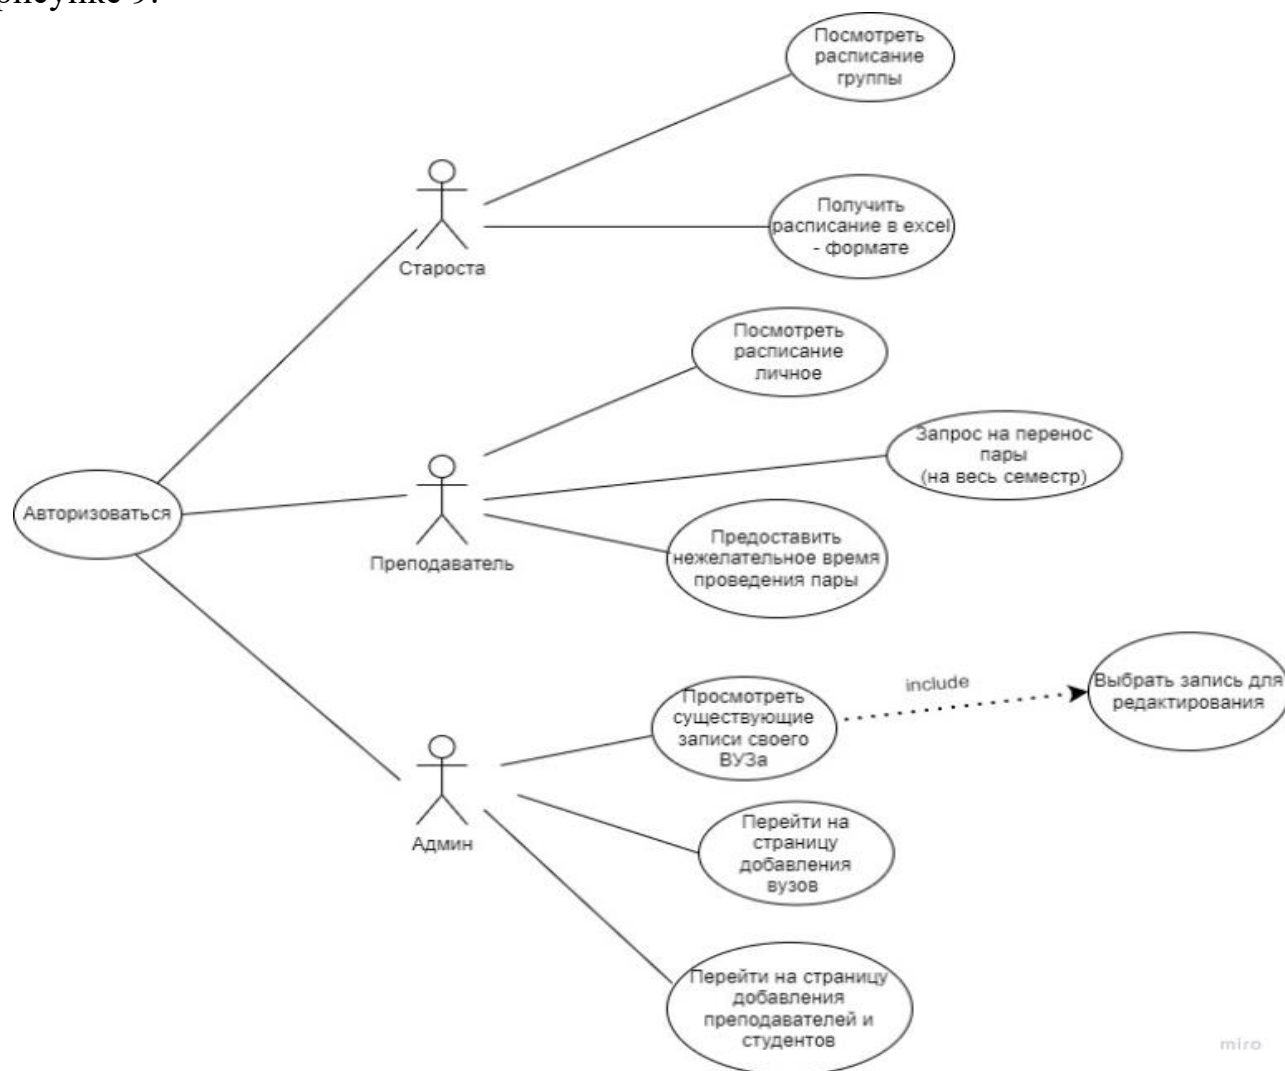 рисунке 9.
Посмотреть
расписание
группы
Получить
расписание в excel
- формате
Староста
Посмотреть
расписание
личное
Запрос на перенос
пары
(на весь семестр)
Авторизоваться
Преподаватель
Предоставить
нежелательное время
проведения пары
Просмотреть
существующие
записи своего
ВУЗа
include
Выбрать запись для
редактирования
Админ
Перейти на
страницу
добавления
вузов
Перейти на страницу
добавления
преподавателей и
студентов
miro